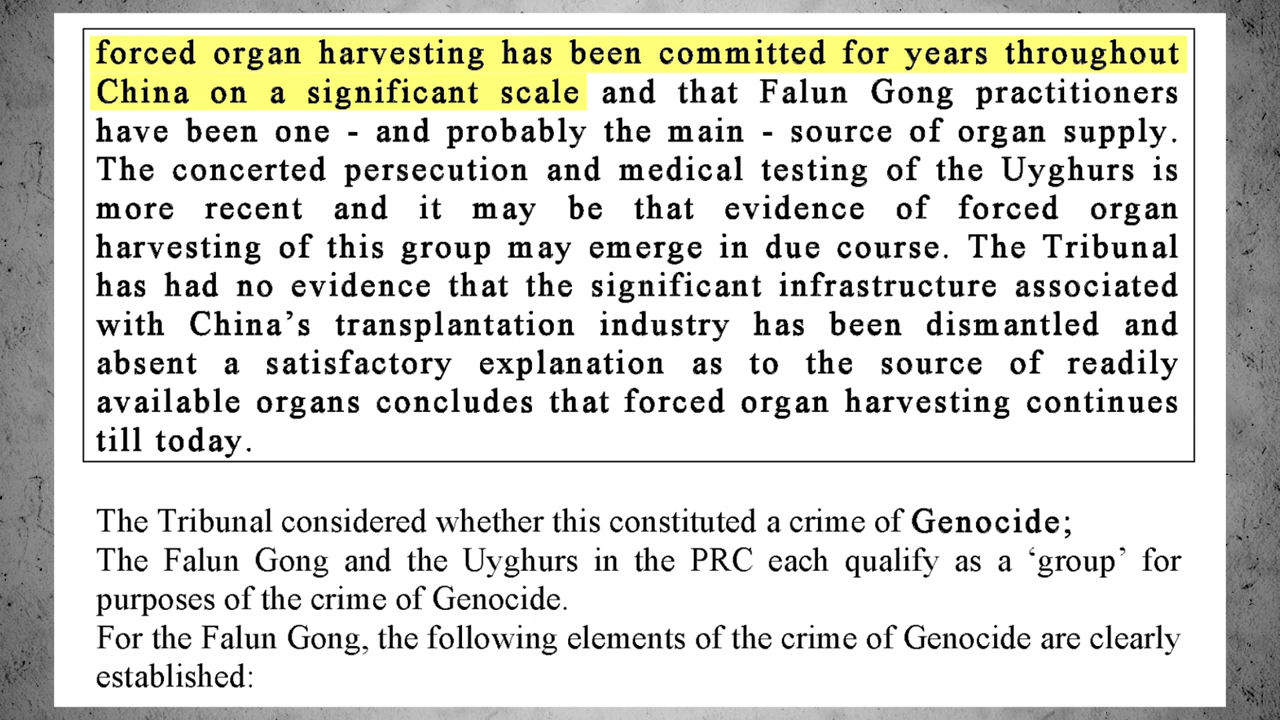 forced organ harvesting has been committed for years throughout
China on a significant scale and that Falun Gong practitioners
have been one - and probably the main - source of organ supply.
The concerted persecution and medical testing of the Uyghurs is
more recent and it may be that evidence of forced organ
harvesting of this group may emerge in due course. The Tribunal
has had no evidence that the significant infrastructure associated
with China’s transplantation industry has been dismantled and
absent a satisfactory explanation as to the source of readily
available organs concludes that forced organ harvesting continues
till today.
The Tribunal considered whether this constituted a crime of Genocide;
The Falun Gong and the Uyghurs in the PRC each qualify as a ‘group’ for
purposes of the crime of Genocide.
For the Falun Gong, the following elements of the crime of Genocide are clearly
established: